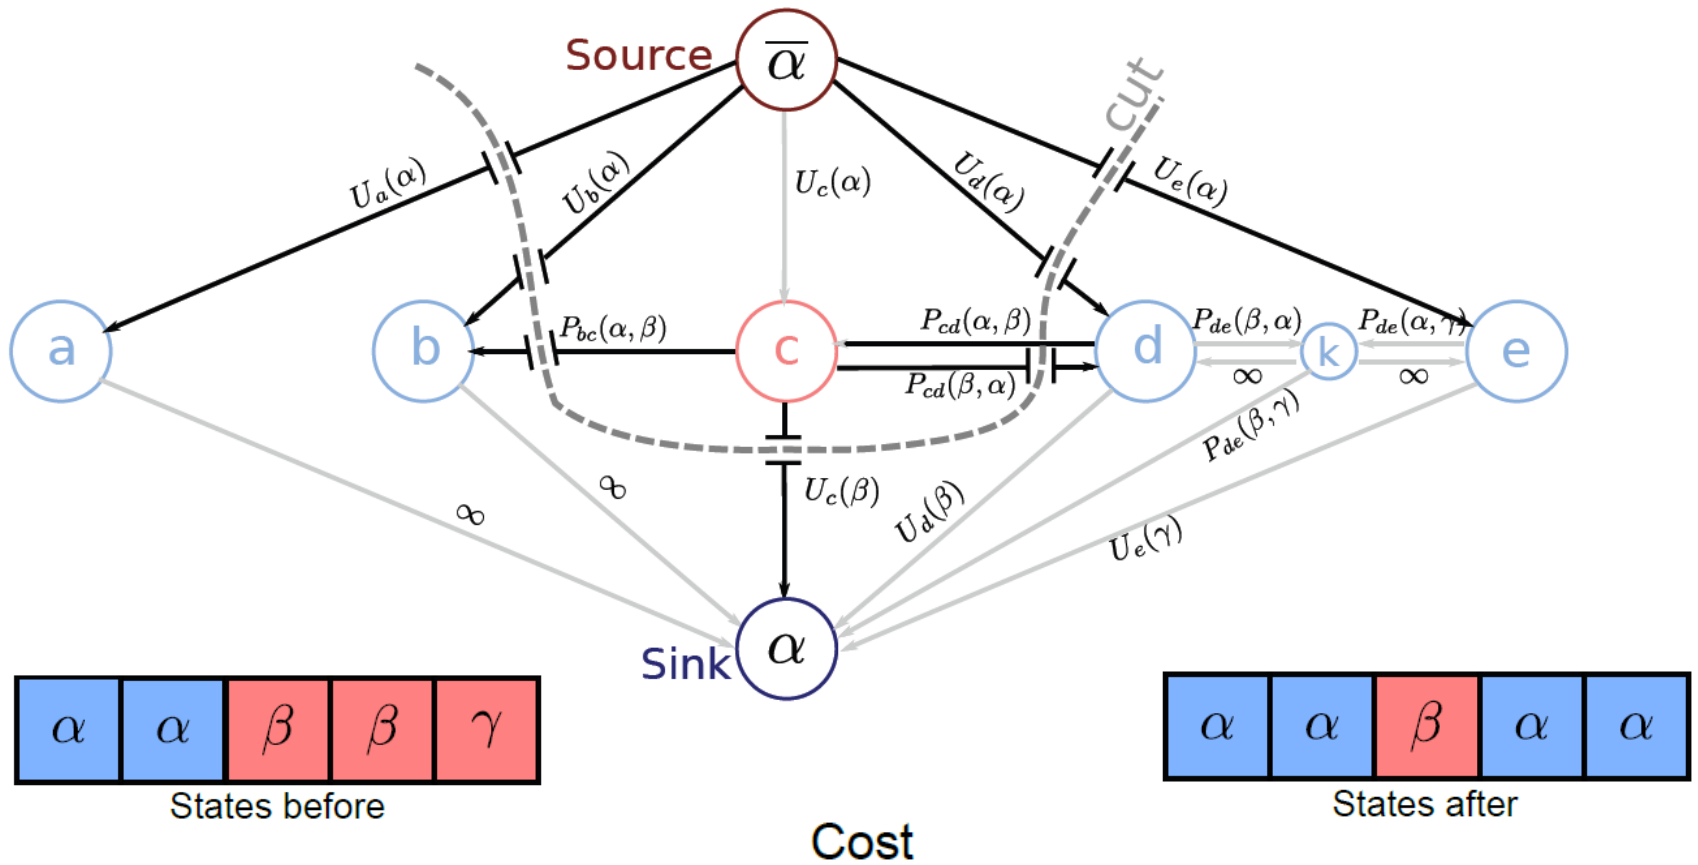 Source
α̅
cut
U_a(α)
U_b(α)
U_c(α)
U_d(α)
U_e(α)
a
b
P_bc(α, β)
c
P_cd(α, β)
P_cd(β, α)
d
P_de(β, α)
k
P_de(α, γ)
e
∞
∞
∞
∞
U_c(β)
U_d(β)
P_de(β, γ)
U_e(γ)
Sink
α
α α β β γ
States before
α α β α α
States after
Cost